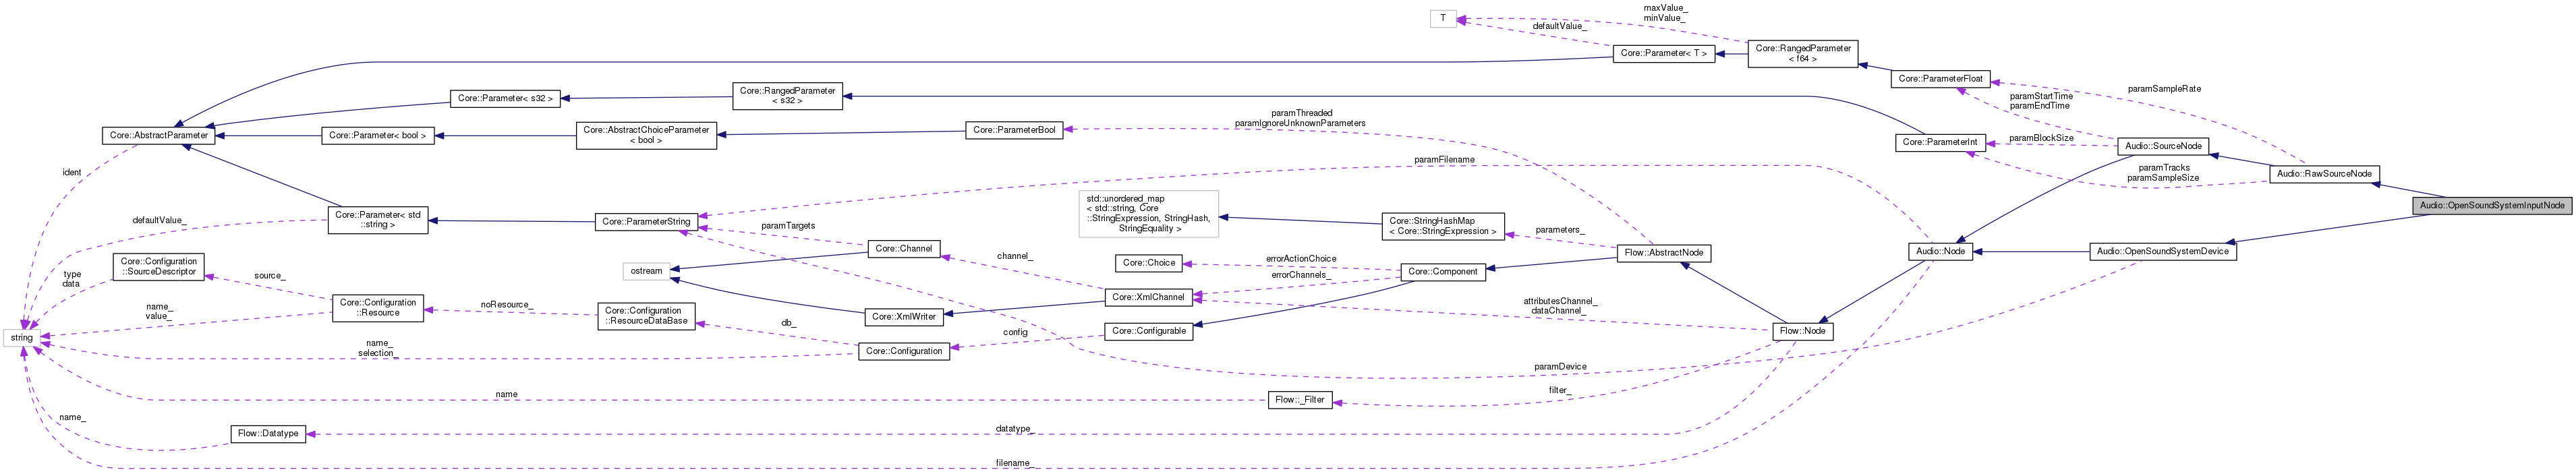 maxValue_
minValue_
T
defaultValue_
Core::Parameter< T >
Core::RangedParameter
< f64 >
Core::ParameterFloat
paramSampleRate
Core::RangedParameter
< s32 >
Core::Parameter< s32 >
paramStartTime
paramEndTime
paramThreaded
paramIgnoreUnknownParameters
Core::AbstractParameter
Core::Parameter< bool >
Core::AbstractChoiceParameter
< bool >
Core::ParameterBool
paramBlockSize
Core::ParameterInt
Audio::SourceNode
paramFilename
paramTracks
paramSampleSize
Audio::RawSourceNode
ident
std::unordered_map
< std::string, Core
::StringExpression, StringHash,
StringEquality >
Audio::OpenSoundSystemInputNode
defaultValue_
Core::Parameter< std
::string >
Core::ParameterString
paramTargets
Core::StringHashMap
< Core::StringExpression >
parameters_
Core::Channel
channel_
Core::Choice
errorActionChoice
Flow::AbstractNode
Audio::Node
Audio::OpenSoundSystemDevice
Core::Configuration
::SourceDescriptor
type
data
source_
ostream
errorChannels_
Core::Component
name_
value_
Core::Configuration
::Resource
noResource_
Core::Configuration
::ResourceDataBase
Core::XmlWriter
Core::XmlChannel
attributesChannel_
dataChannel_
db_
config
Core::Configurable
Flow::Node
string
name_
selection_
Core::Configuration
paramDevice
name
Flow::_Filter
filter_
name_
Flow::Datatype
datatype_
filename_